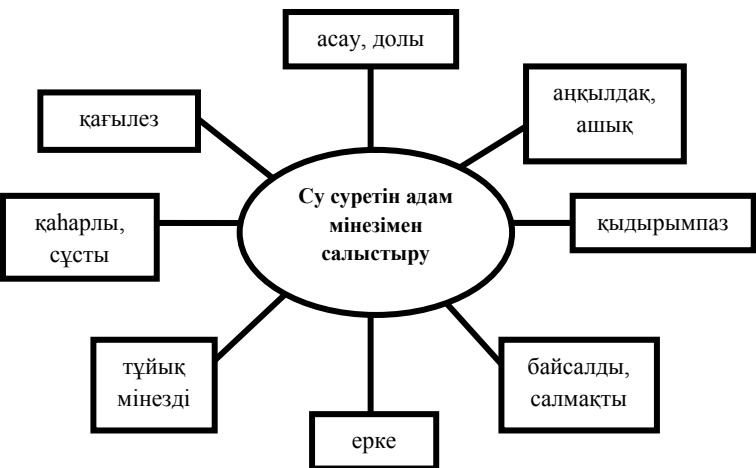 асау, долы
аңқылдақ,
ашық
қағылез
Су суретін адам
мінезімен
салыстыру
қаһарлы,
сұсты
қыдырымпаз
тұйық
мінезді
байсалды,
салмақты
ерке